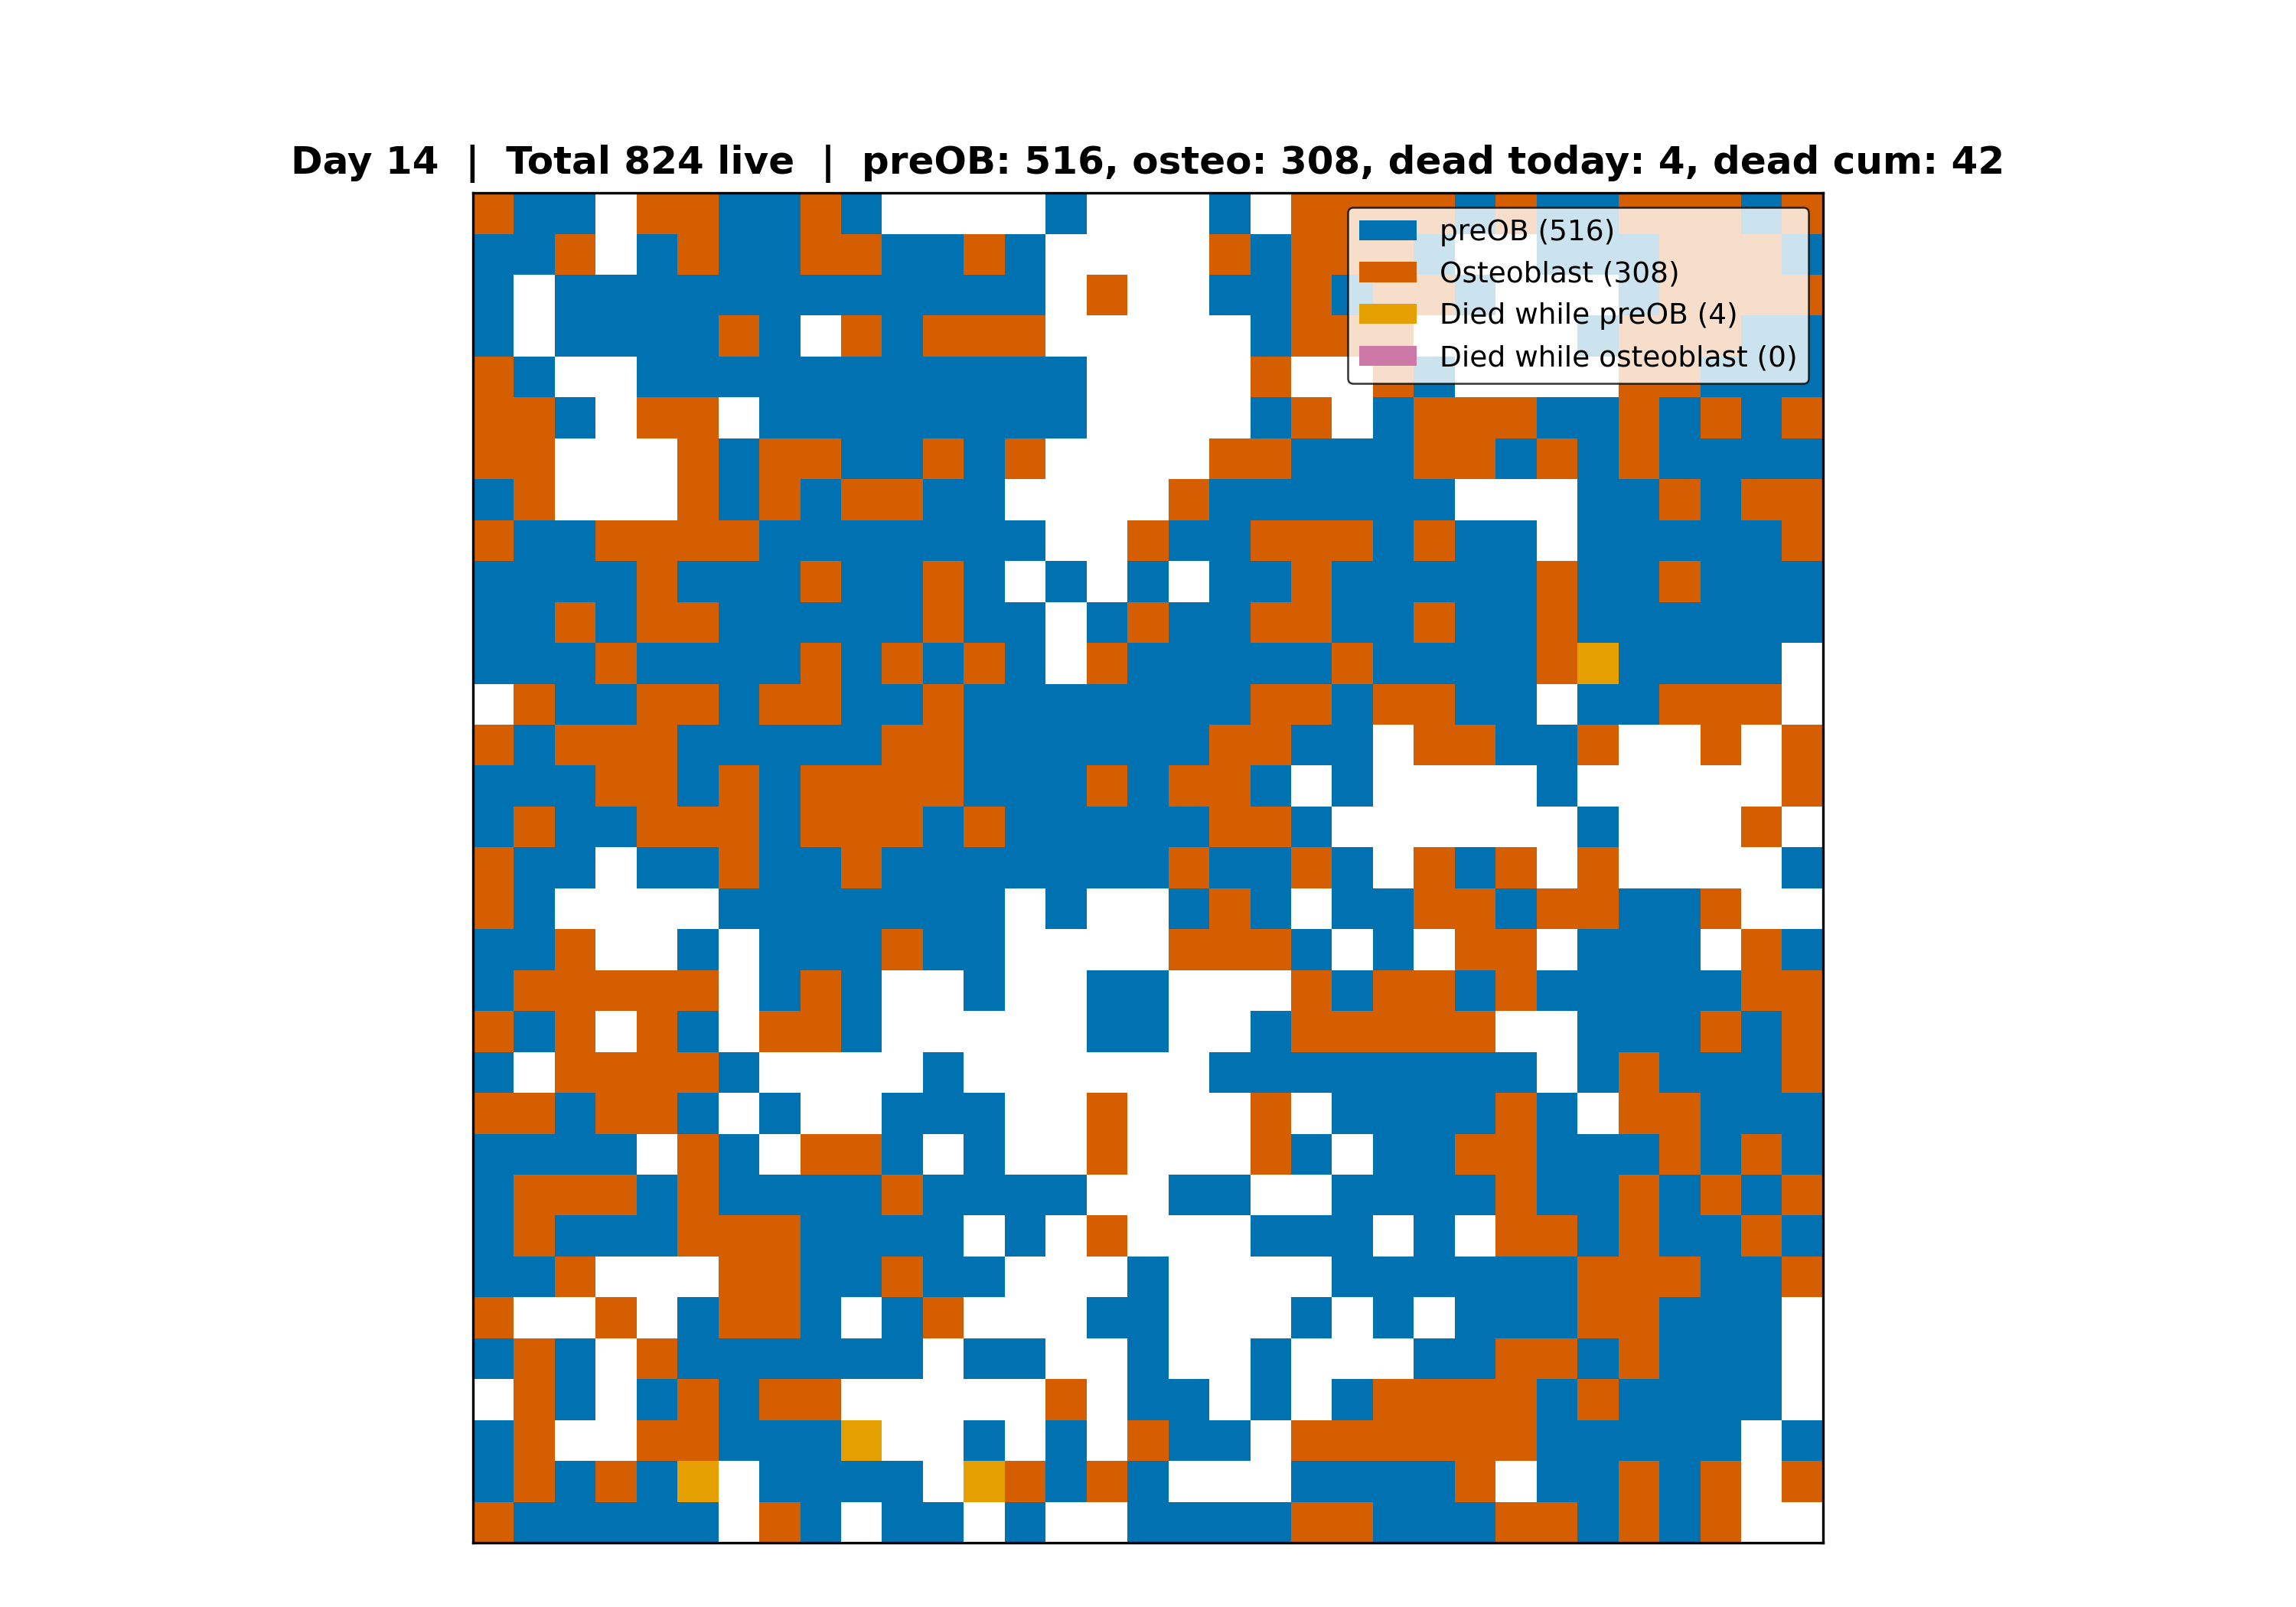 Day 14 | Total 824 live | preOB: 516, osteo: 308, dead today: 4, dead cum: 42
preOB (516)
Osteoblast (308)
Died while preOB (4)
Died while osteoblast (0)